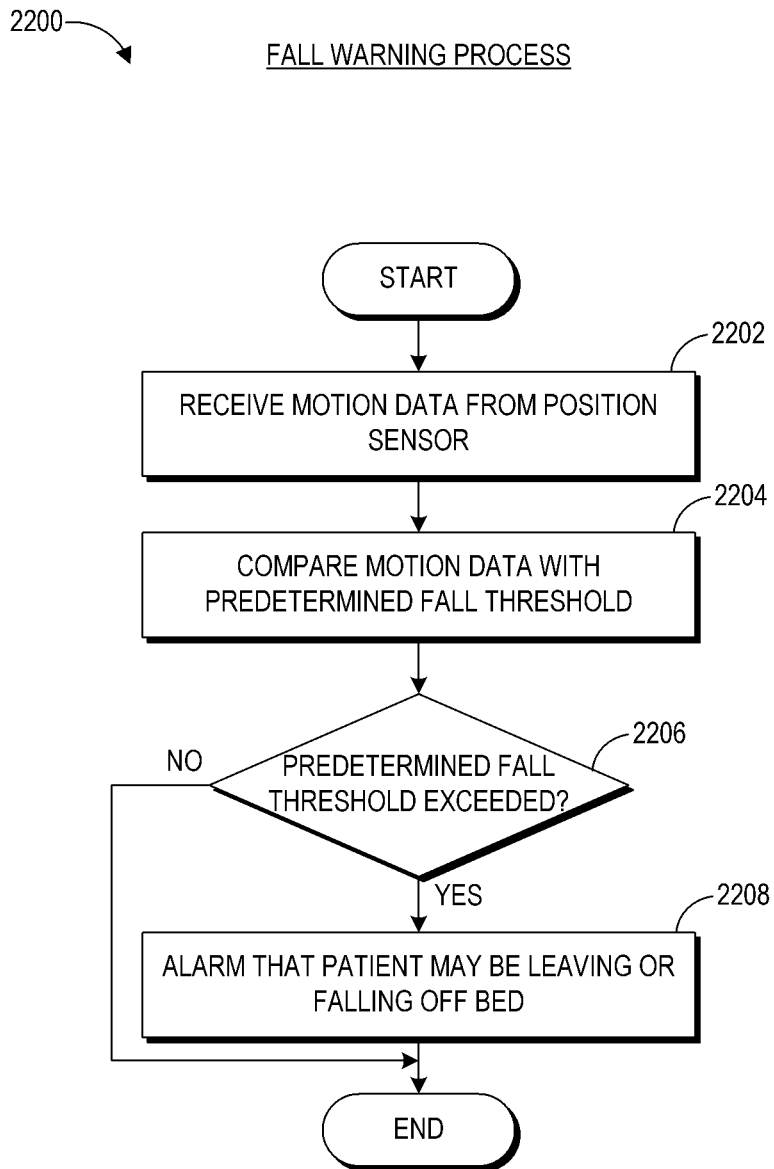 2200
FALL WARNING PROCESS
START
2202
RECEIVE MOTION DATA FROM POSITION
SENSOR
2204
COMPARE MOTION DATA WITH
PREDETERMINED FALL THRESHOLD
2206
NO
PREDETERMINED FALL
THRESHOLD EXCEEDED?
YES
2208
ALARM THAT PATIENT MAY BE LEAVING OR
FALLING OFF BED
END